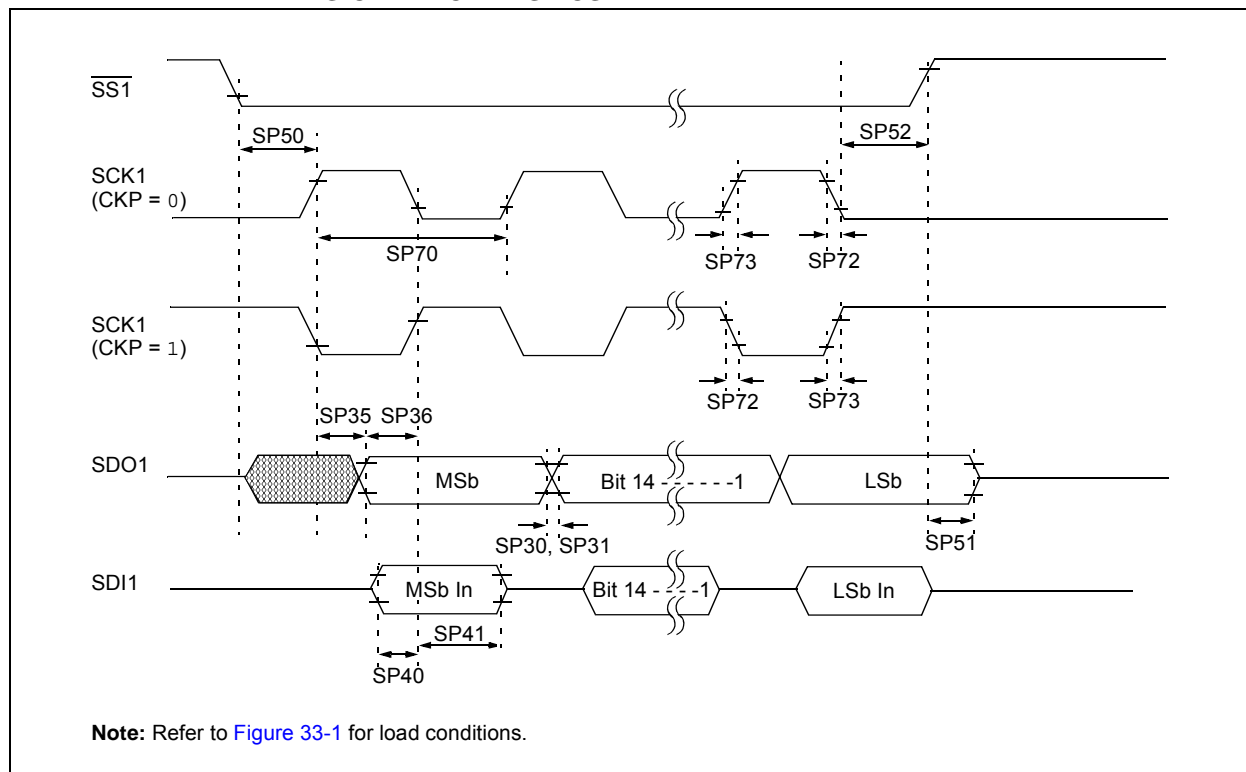 SS1
SP50
SP52
SCK1
(CKP = 0)
SP70
SP73
SP72
SCK1
(CKP = 1)
SP72
SP73
SP35
SP36
SDO1
MSb
Bit 14 - - - - - - -1
LSb
SP30, SP31
SP51
SDI1
MSb In
Bit 14 - - - -1
LSb In
SP41
SP40
Note: Refer to Figure 33-1 for load conditions.